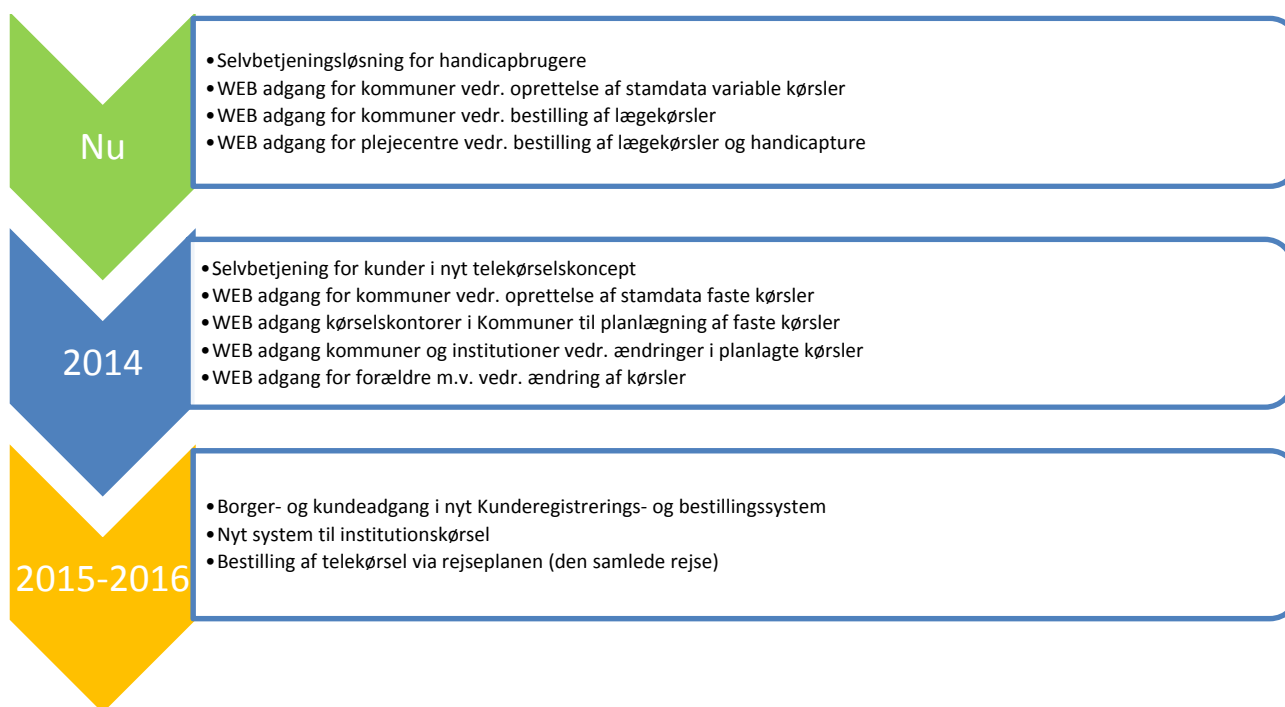 Nu
•Selvbetjeningsløsning for handicapbrugere
•WEB adgang for kommuner vedr. oprettelse af stamdata variable kørsler
•WEB adgang for kommuner vedr. bestilling af lægekørsler
•WEB adgang for plejecentre vedr. bestilling af lægekørsler og handicapture
2014
•Selvbetjening for kunder i nyt telekørselskoncept
•WEB adgang for kommuner vedr. oprettelse af stamdata faste kørsler
•WEB adgang kørselskontorer i Kommuner til planlægning af faste kørsler
•WEB adgang kommuner og institutioner vedr. ændringer i planlagte kørsler
•WEB adgang for forældre m.v. vedr. ændring af kørsler
2015-2016
•Borger- og kundeadgang i nyt Kunderegistrerings- og bestillingssystem
•Nyt system til institutionskørsel
•Bestilling af telekørsel via rejseplanen (den samlede rejse)